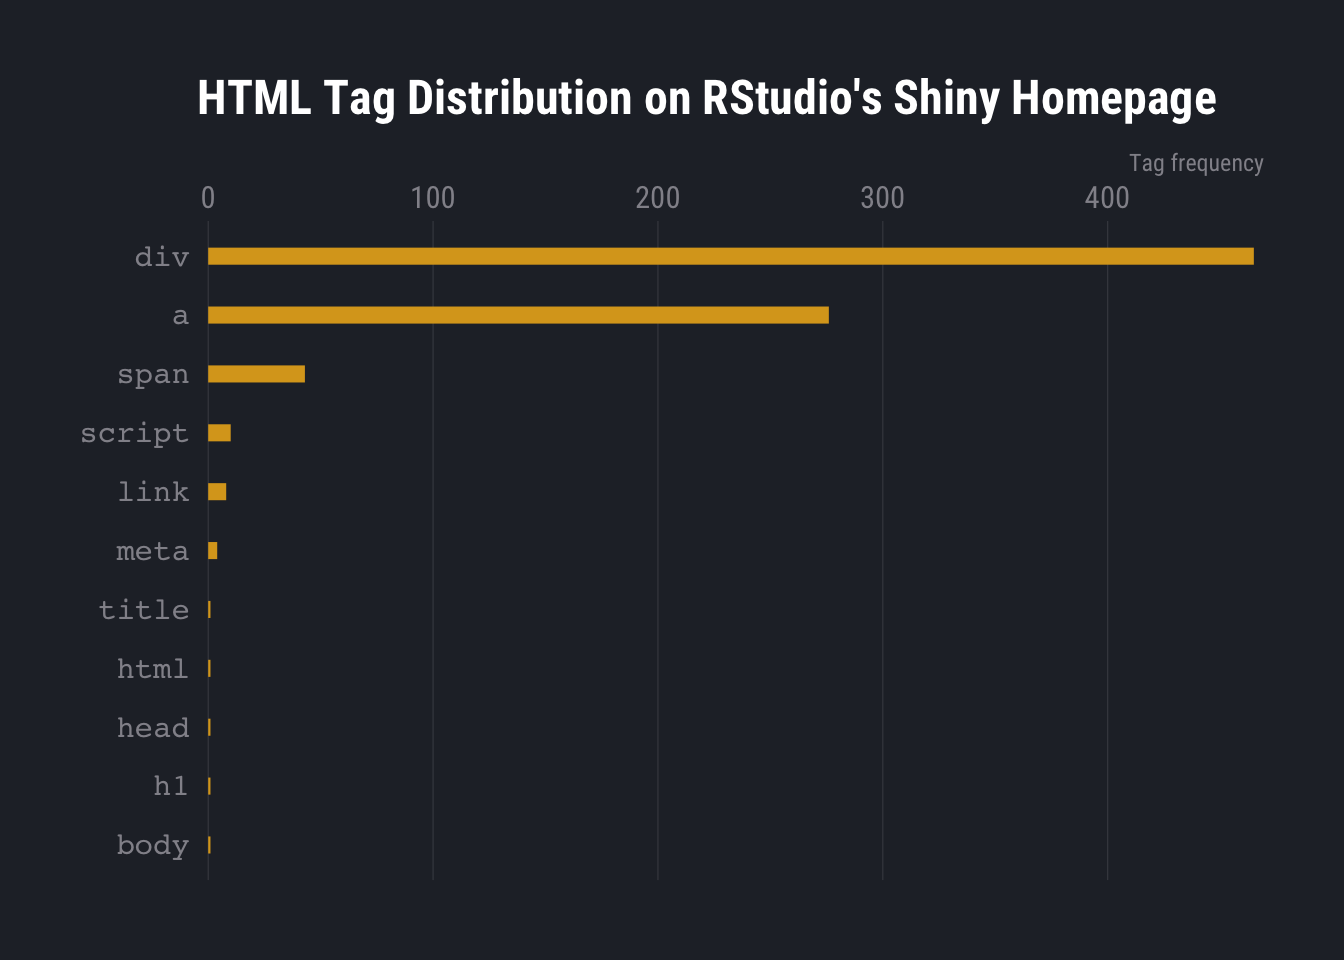 HTML Tag Distribution on RStudio's Shiny Homepage
Tag frequency
0 100 200 300 400
div
a
span
script
link
meta
title
html
head
h1
body